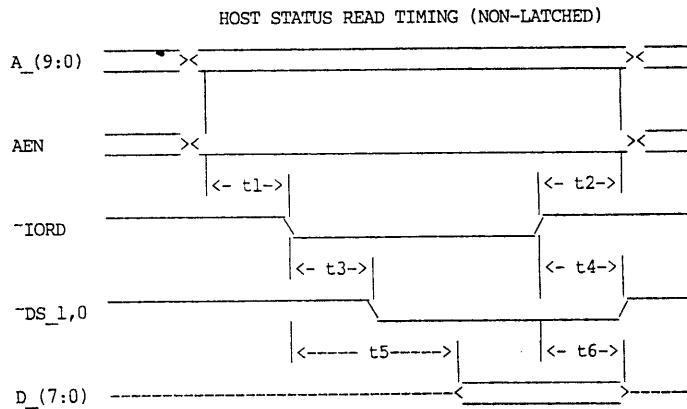 HOST STATUS READ TIMING (NON-LATCHED)
A_(9:0)
AEN
<- t1-> <- t2->
~IORD
<- t3-> <- t4->
~DS_1,0
<----- t5-----> <- t6->
D_(7:0)